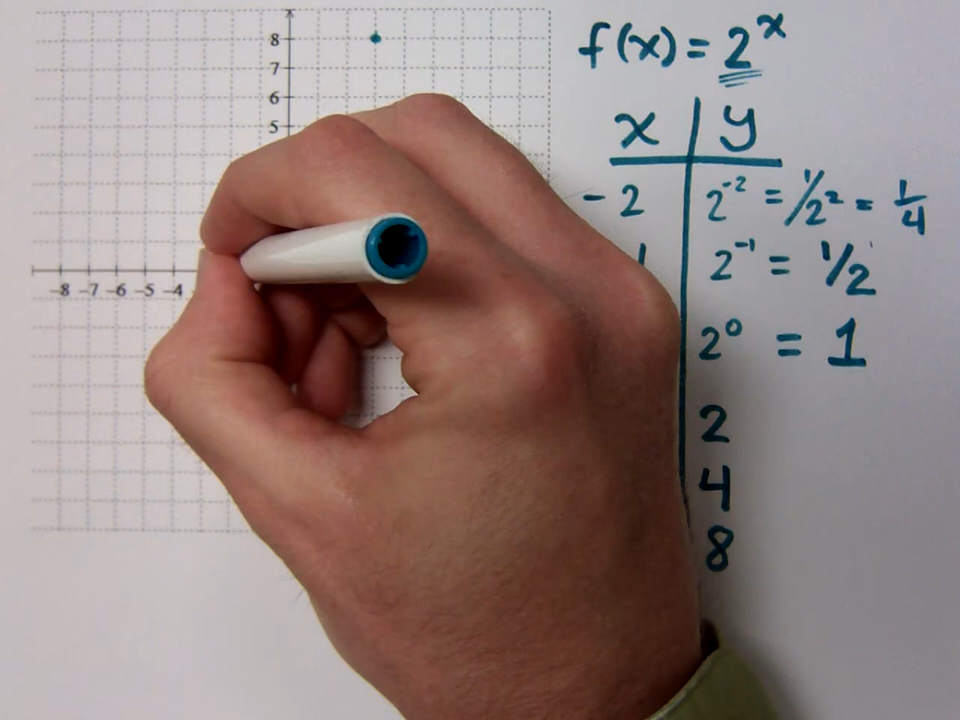 f(x) = 2^x
x y
-2 2^-2 = 1/2^2 = 1/4
2^-1 = 1/2
2^0 = 1
2
4
8
8
7
6
5
-8 -7 -6 -5 -4